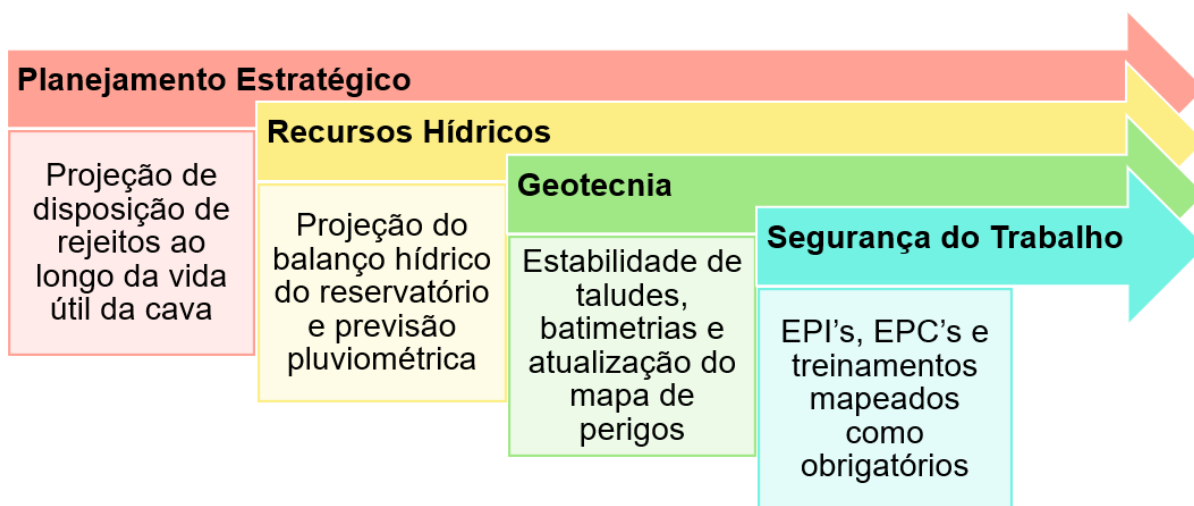 Planejamento Estratégico
Projeção de
disposição de
rejeitos ao
longo da vida
útil da cava
Recursos Hídricos
Projeção do
balanço hídrico
do reservatório
e previsão
pluviométrica
Geotecnia
Estabilidade de
taludes,
batimetrias e
atualização do
mapa de
perigos
Segurança do Trabalho
EPI’s, EPC’s e
treinamentos
mapeados
como
obrigatórios